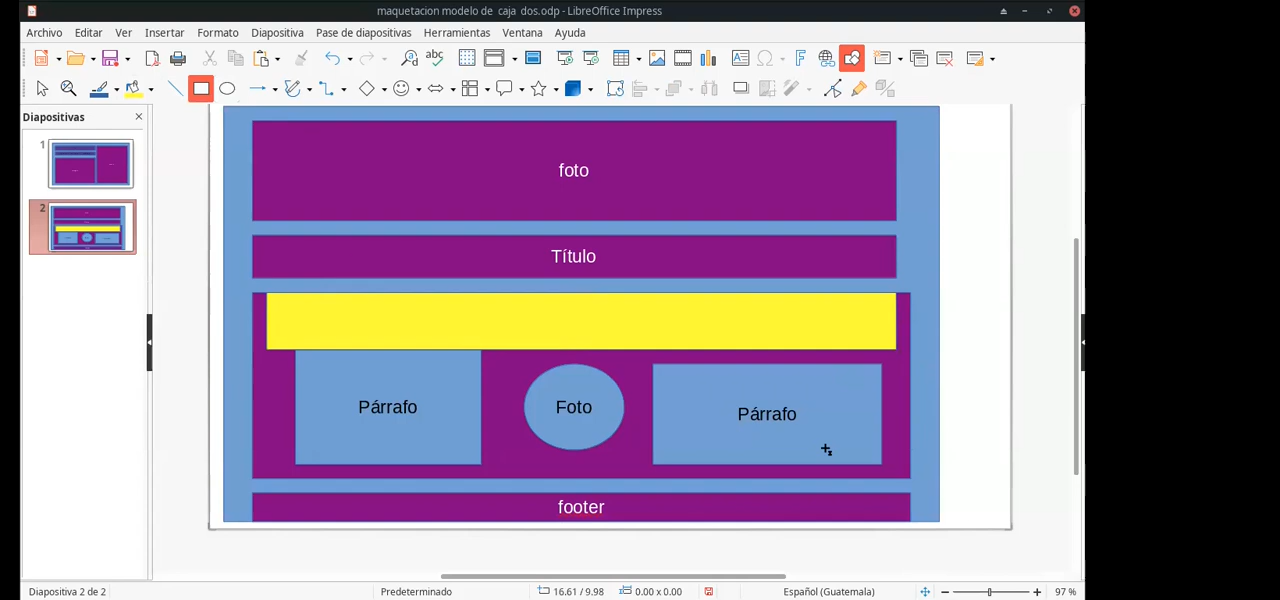 maquetacion modelo de caja dos.odp - LibreOffice Impress
Archivo Editar Ver Insertar Formato Diapositiva Pase de diapositivas Herramientas Ventana Ayuda
Diapositivas
1
2
foto
Título
Párrafo
Foto
Párrafo
footer
Diapositiva 2 de 2
Predeterminado
16.61 / 9.98
0.00 x 0.00
Español (Guatemala)
97 %